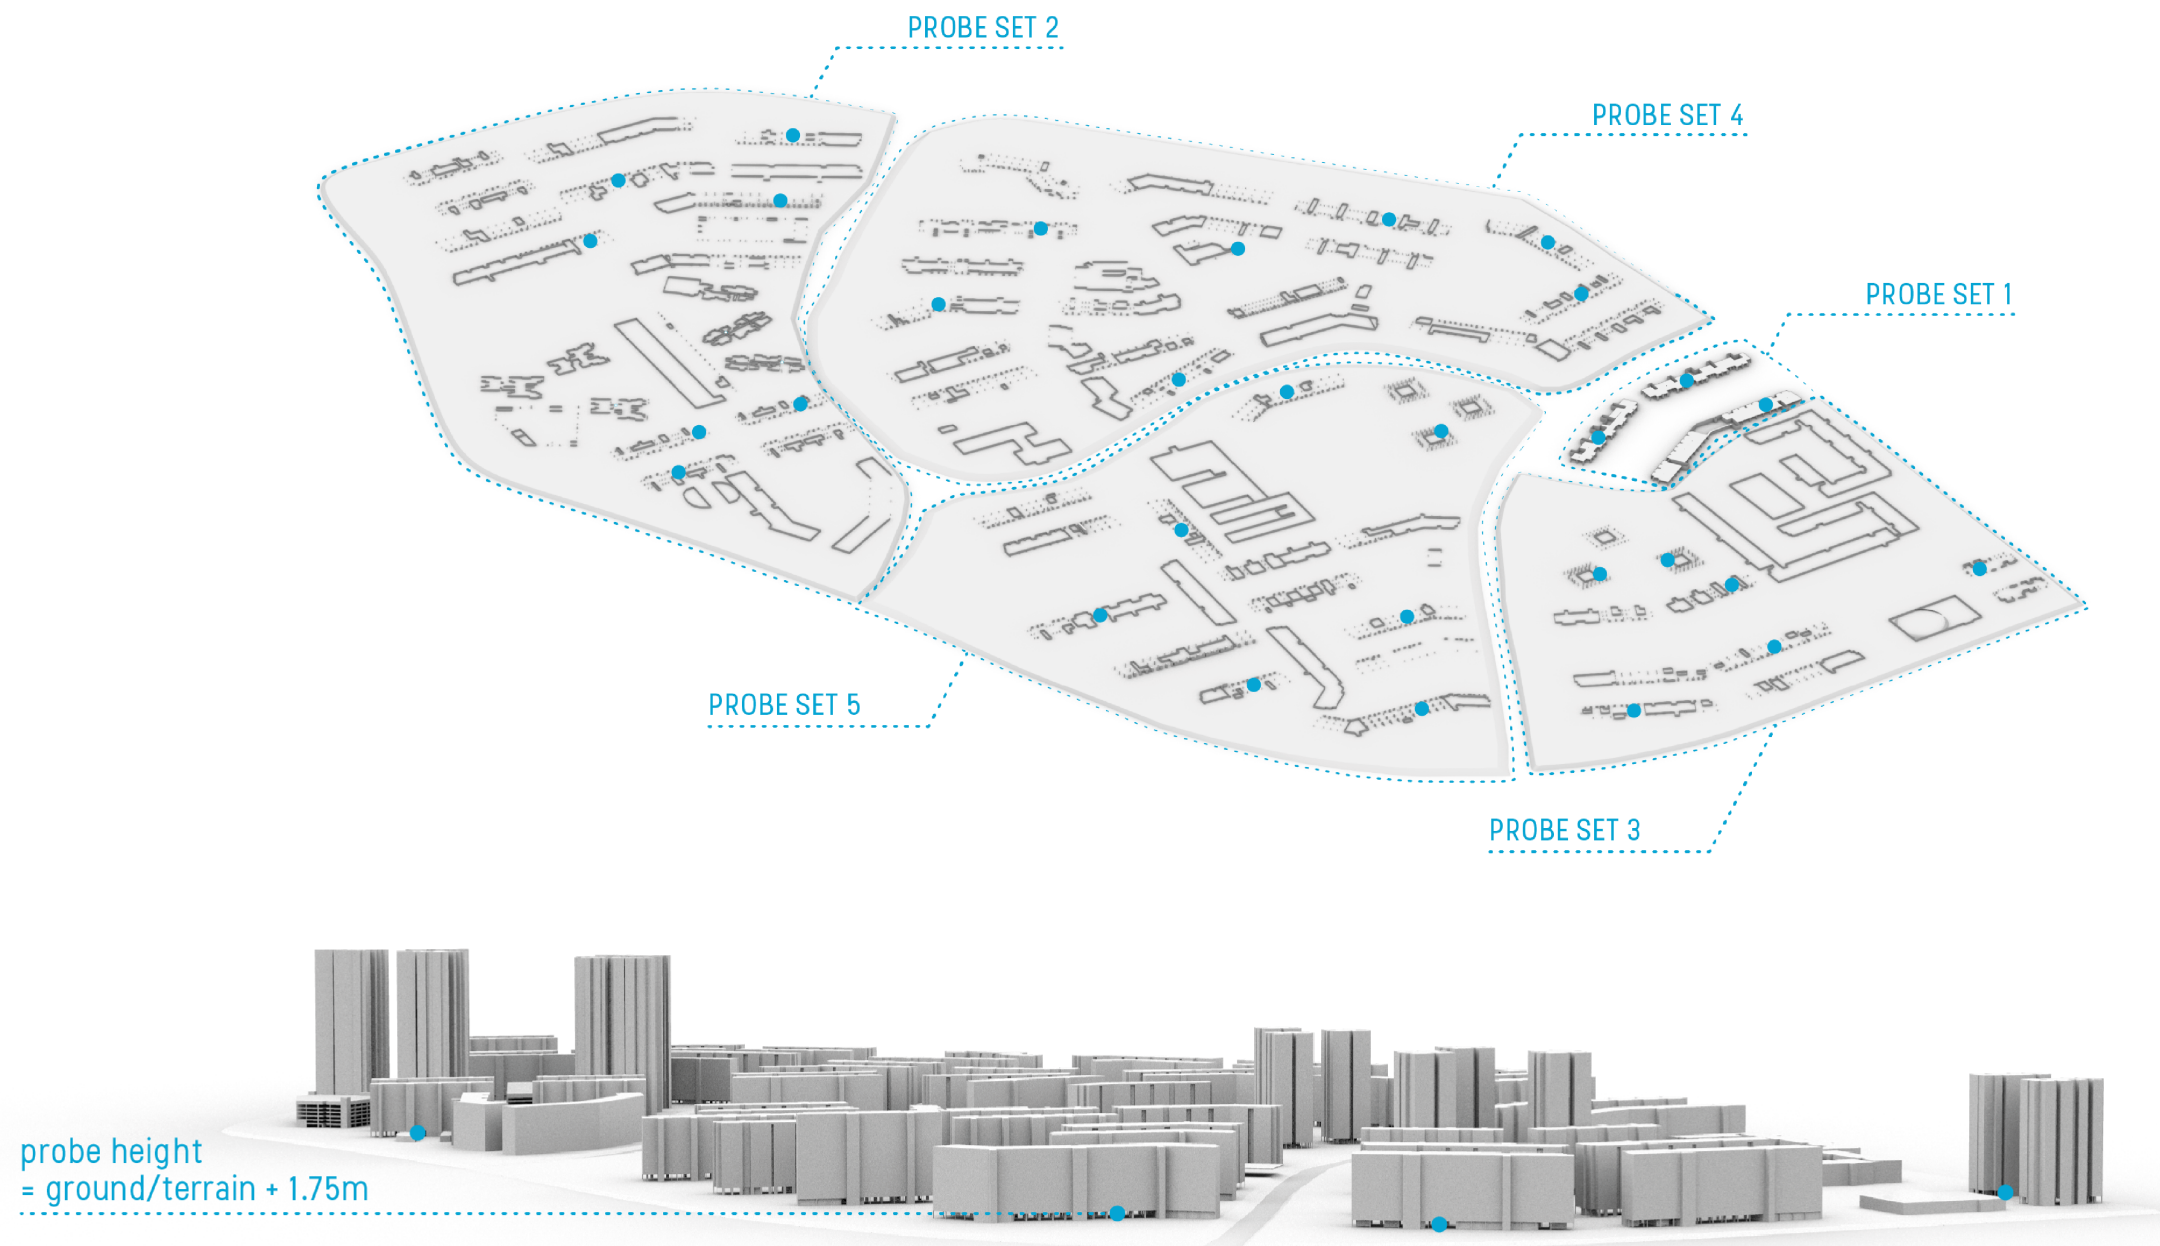 PROBE SET 2
PROBE SET 4
PROBE SET 1
PROBE SET 5
PROBE SET 3
probe height
= ground/terrain + 1.75m